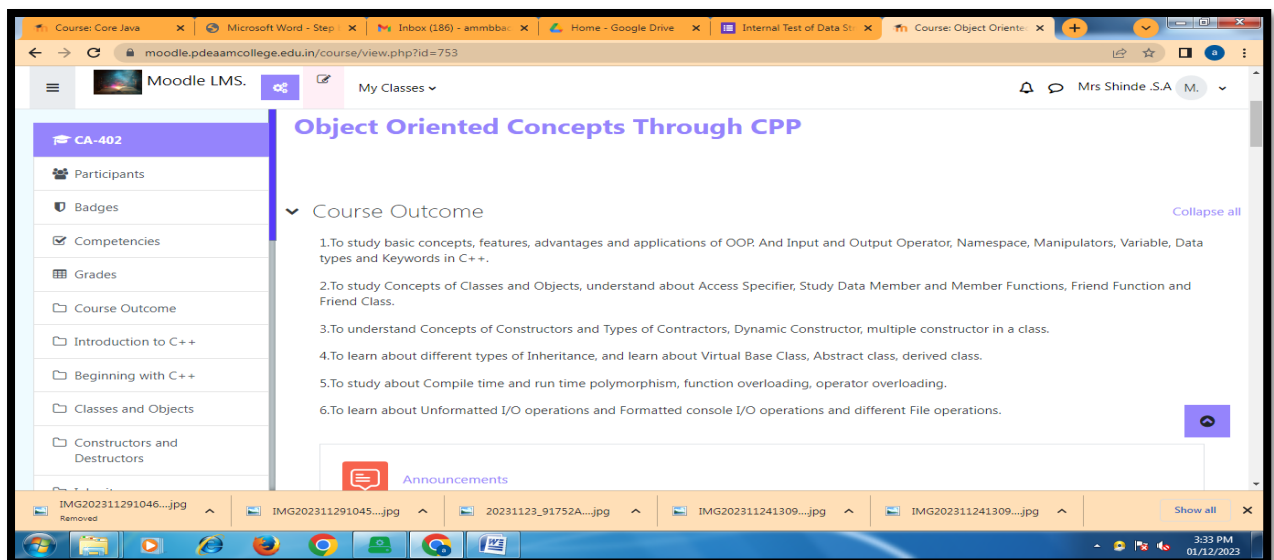 Course: Core Java
Microsoft Word - Step
Inbox (186) - ammbbac
Home - Google Drive
Internal Test of Data St
Course: Object Oriente
moodle.pdeaamcollege.edu.in/course/view.php?id=753
a
Moodle LMS.
My Classes
Mrs Shinde .S.A
M.
CA-402
Participants
Badges
Competencies
Grades
Course Outcome
Introduction to C++
Beginning with C++
Classes and Objects
Constructors and
Destructors
Object Oriented Concepts Through CPP
Course Outcome
Collapse all
1.To study basic concepts, features, advantages and applications of OOP. And Input and Output Operator, Namespace, Manipulators, Variable, Data
types and Keywords in C++.
2.To study Concepts of Classes and Objects, understand about Access Specifier, Study Data Member and Member Functions, Friend Function and
Friend Class.
3.To understand Concepts of Constructors and Types of Contractors, Dynamic Constructor, multiple constructor in a class.
4.To learn about different types of Inheritance, and learn about Virtual Base Class, Abstract class, derived class.
5.To study about Compile time and run time polymorphism, function overloading, operator overloading.
6.To learn about Unformatted I/O operations and Formatted console I/O operations and different File operations.
Announcements
IMG202311291046....jpg
Removed
IMG202311291045....jpg
20231123_91752A....jpg
IMG202311241309....jpg
IMG202311241309....jpg
Show all
3:33 PM
01/12/2023